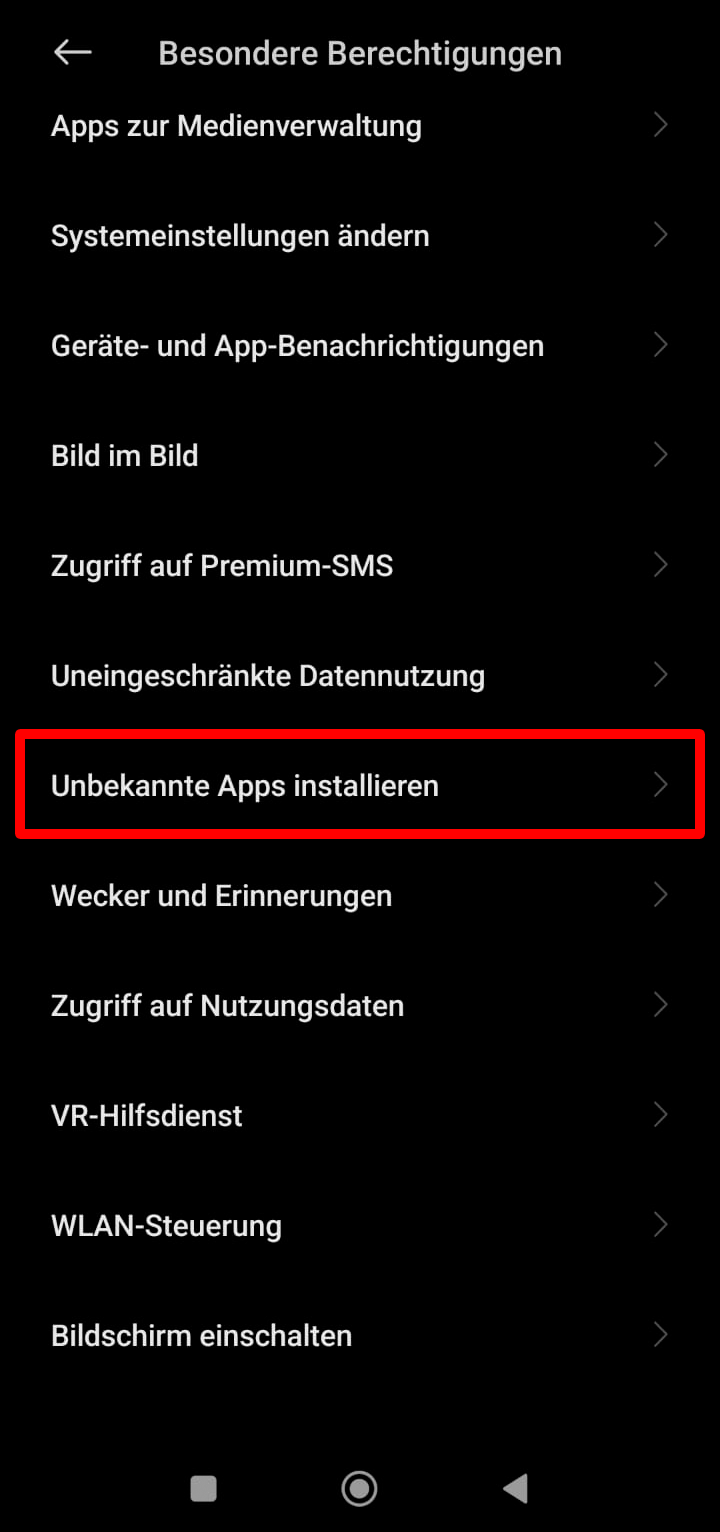 Besondere Berechtigungen
Apps zur Medienverwaltung
Systemeinstellungen ändern
Geräte- und App-Benachrichtigungen
Bild im Bild
Zugriff auf Premium-SMS
Uneingeschränkte Datennutzung
Unbekannte Apps installieren
Wecker und Erinnerungen
Zugriff auf Nutzungsdaten
VR-Hilfsdienst
WLAN-Steuerung
Bildschirm einschalten